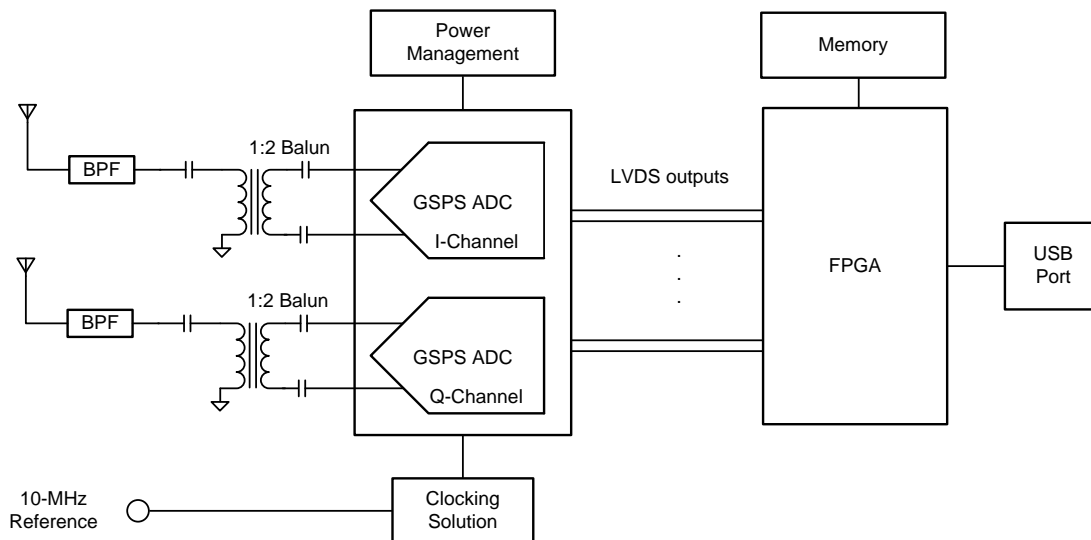 Power
Management
Memory
1:2 Balun
BPF
GSPS ADC
I-Channel
LVDS outputs
FPGA
USB
Port
1:2 Balun
BPF
GSPS ADC
Q-Channel
10-MHz
Reference
Clocking
Solution